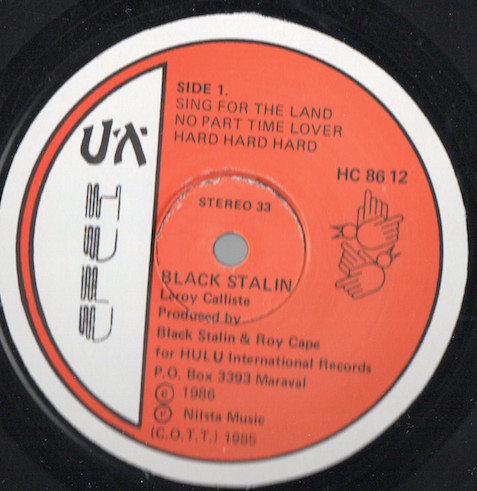 SIDE 1.
SING FOR THE LAND
NO PART TIME LOVER
HARD HARD HARD
HC 86 12
STEREO 33
BLACK STALIN
Leroy Calliste
Produced by
Black Stalin & Roy Cape
for HULU International Records
P.O. Box 3393 Maraval
© 1986
℗ Nilsta Music
(C.O.T.T.) 1986